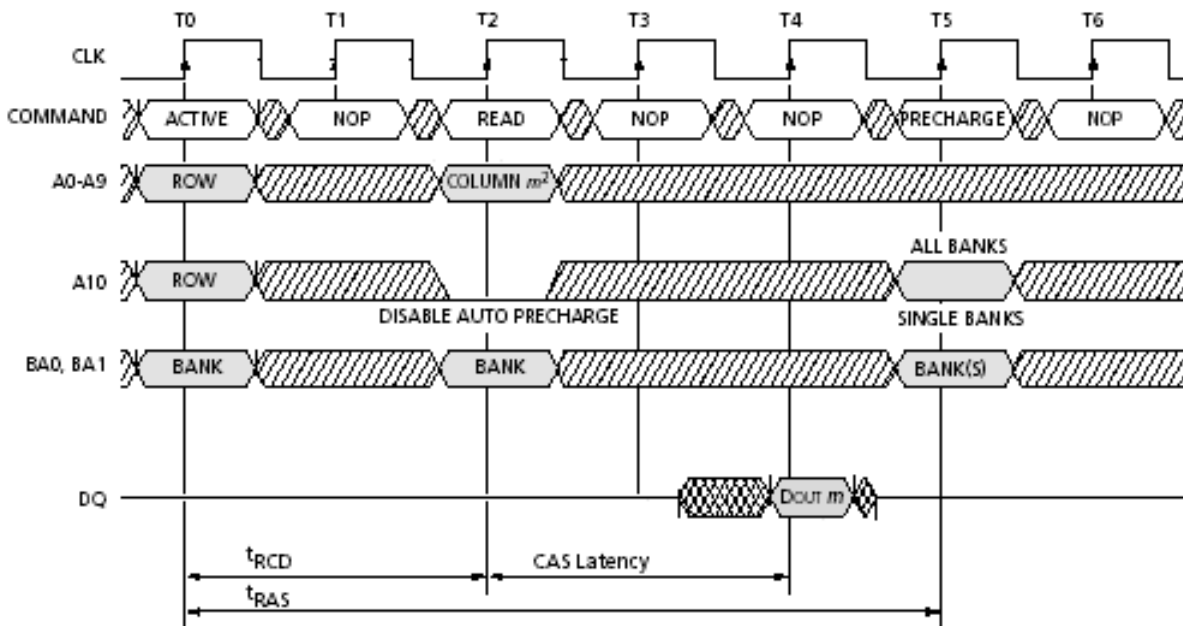 T0 T1 T2 T3 T4 T5 T6
CLK
COMMAND ACTIVE NOP READ NOP NOP PRECHARGE NOP
A0-A9 ROW COLUMN m²
ALL BANKS
A10 ROW
DISABLE AUTO PRECHARGE SINGLE BANKS
BA0, BA1 BANK BANK BANK(S)
DQ DOUT m
tRCD CAS Latency
tRAS